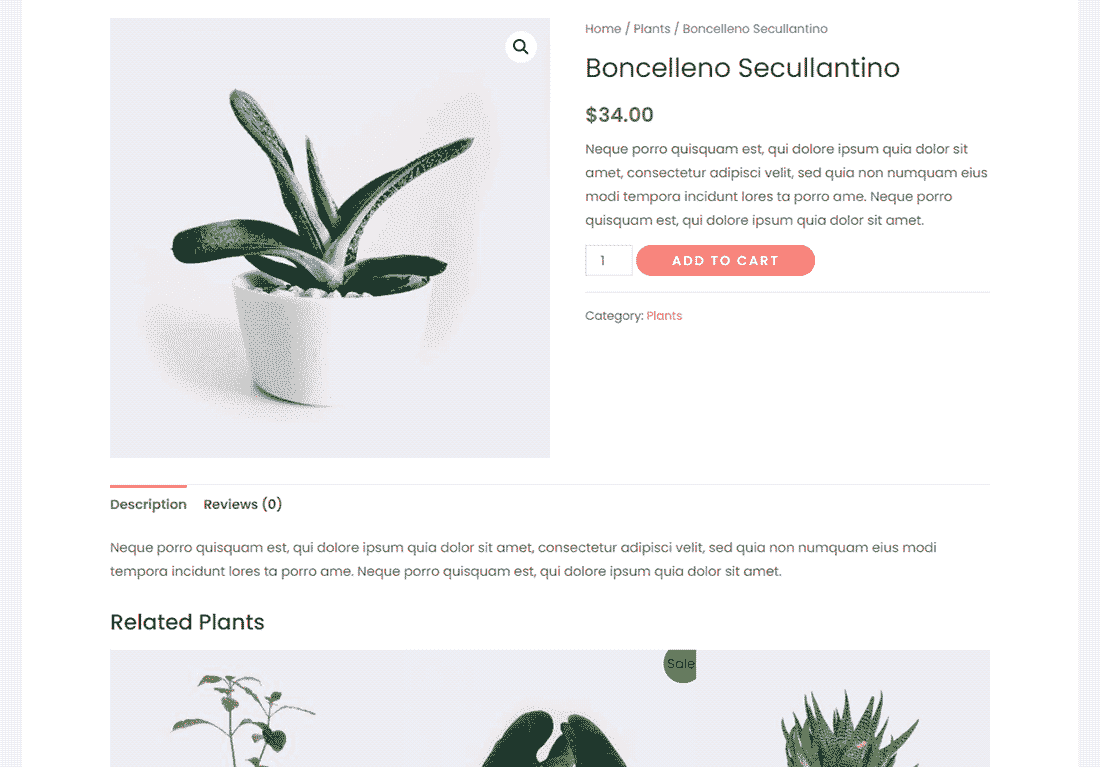 Home / Plants / Boncelleno Secullantino
Boncelleno Secullantino
$34.00
Neque porro quisquam est, qui dolore ipsum quia dolor sit
amet, consectetur adipisci velit, sed quia non numquam eius
modi tempora incidunt lores ta porro ame. Neque porro
quisquam est, qui dolore ipsum quia dolor sit amet.
1 ADD TO CART
Category: Plants
Description Reviews (0)
Neque porro quisquam est, qui dolore ipsum quia dolor sit amet, consectetur adipisci velit, sed quia non numquam eius modi
tempora incidunt lores ta porro ame. Neque porro quisquam est, qui dolore ipsum quia dolor sit amet.
Related Plants
Sale